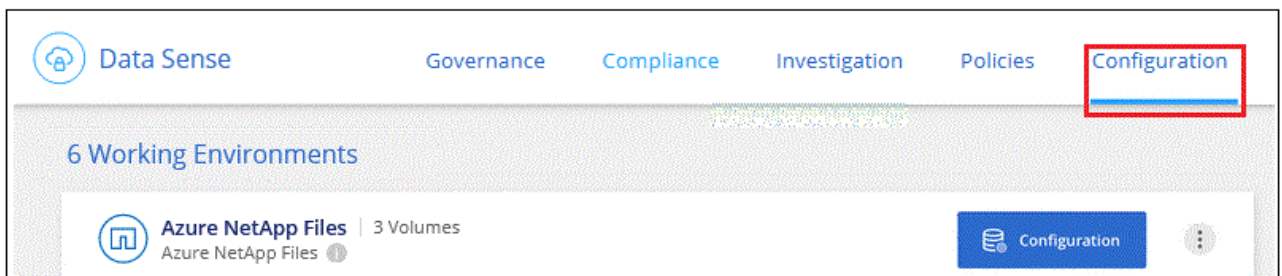 Data Sense Governance Compliance Investigation Policies Configuration
6 Working Environments
Azure NetApp Files | 3 Volumes
Azure NetApp Files
Configuration